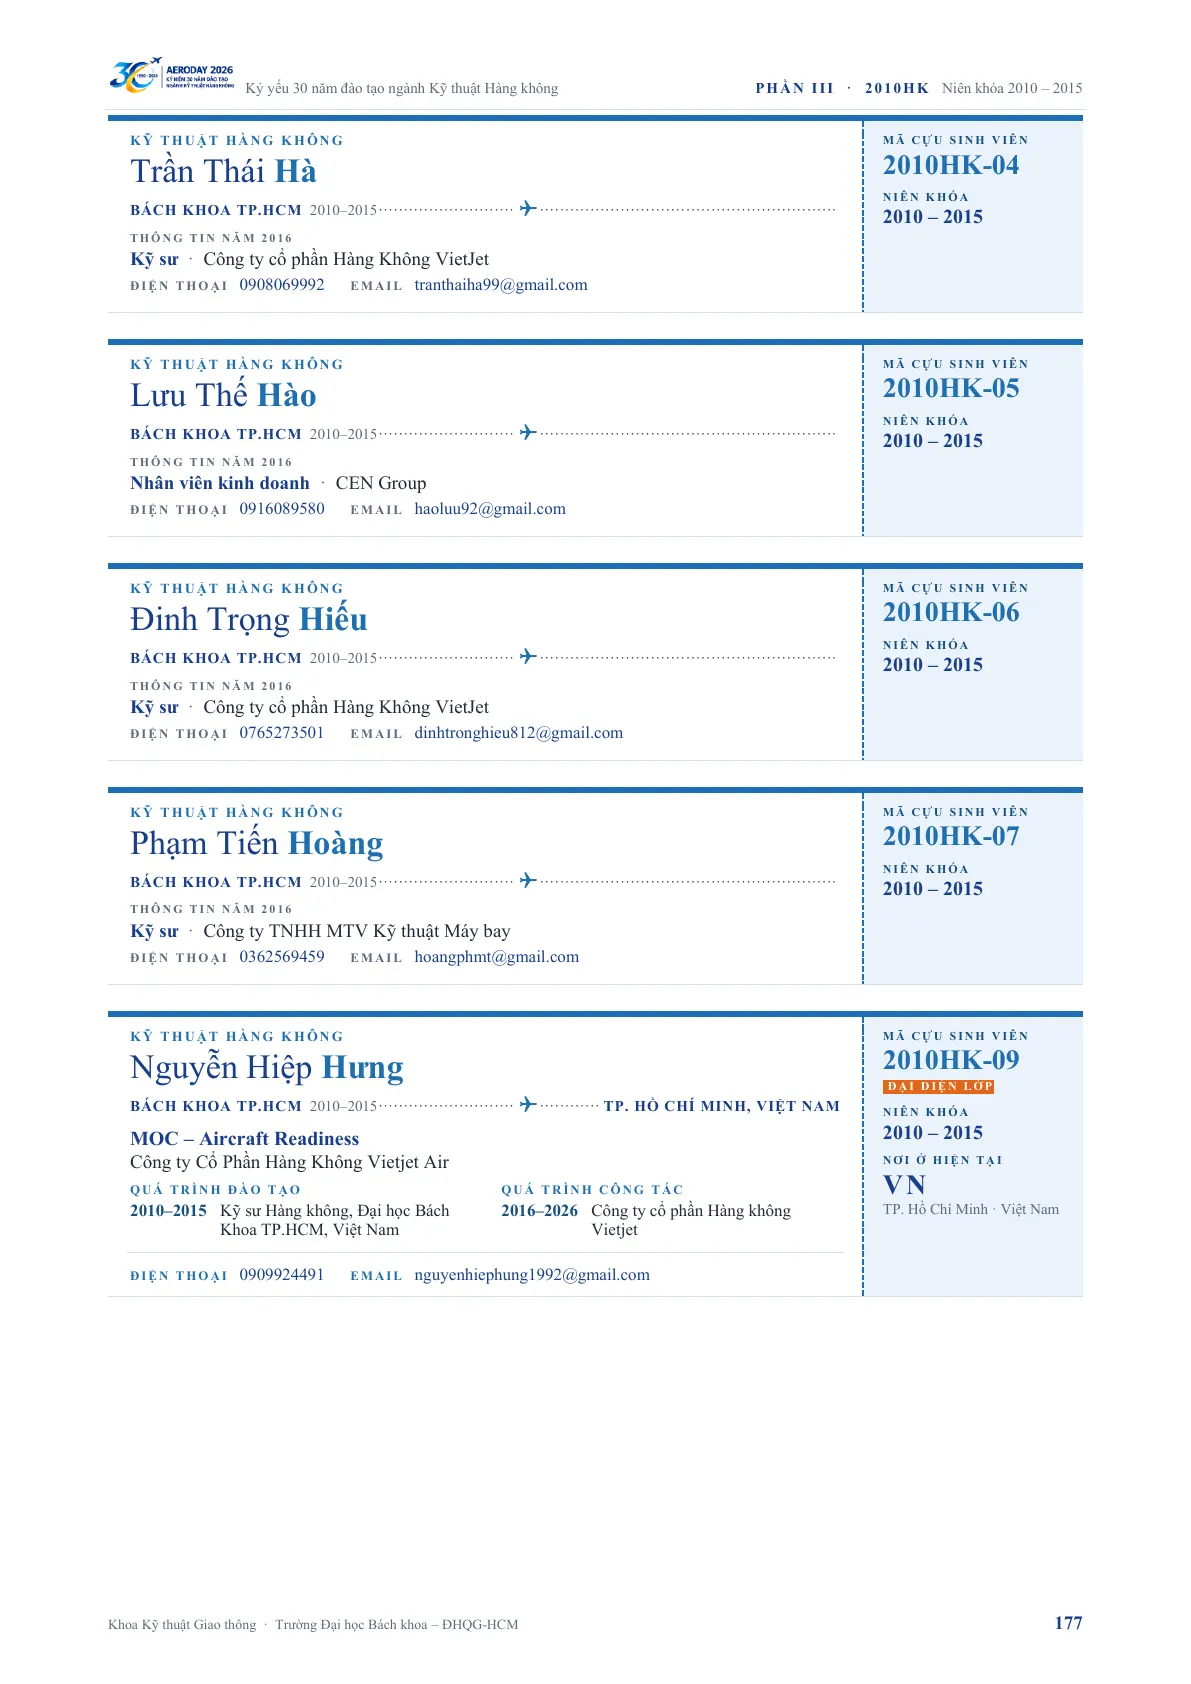 30 1996 - 2026 AERODAY 2026
KỶ NIỆM 30 NĂM ĐÀO TẠO
NGÀNH KỸ THUẬT HÀNG KHÔNG
Kỷ yếu 30 năm đào tạo ngành Kỹ thuật Hàng không
PHẦN III · 2010HK Niên khóa 2010 – 2015
KỸ THUẬT HÀNG KHÔNG
Trần Thái Hà
BÁCH KHOA TP.HCM 2010–2015
THÔNG TIN NĂM 2016
Kỹ sư · Công ty cổ phần Hàng Không VietJet
ĐIỆN THOẠI 0908069992 EMAIL tranthaiha99@gmail.com
MÃ CỰU SINH VIÊN
2010HK-04
NIÊN KHÓA
2010 – 2015
KỸ THUẬT HÀNG KHÔNG
Lưu Thế Hào
BÁCH KHOA TP.HCM 2010–2015
THÔNG TIN NĂM 2016
Nhân viên kinh doanh · CEN Group
ĐIỆN THOẠI 0916089580 EMAIL haoluu92@gmail.com
MÃ CỰU SINH VIÊN
2010HK-05
NIÊN KHÓA
2010 – 2015
KỸ THUẬT HÀNG KHÔNG
Đinh Trọng Hiếu
BÁCH KHOA TP.HCM 2010–2015
THÔNG TIN NĂM 2016
Kỹ sư · Công ty cổ phần Hàng Không VietJet
ĐIỆN THOẠI 0765273501 EMAIL dinhtronghieu812@gmail.com
MÃ CỰU SINH VIÊN
2010HK-06
NIÊN KHÓA
2010 – 2015
KỸ THUẬT HÀNG KHÔNG
Phạm Tiến Hoàng
BÁCH KHOA TP.HCM 2010–2015
THÔNG TIN NĂM 2016
Kỹ sư · Công ty TNHH MTV Kỹ thuật Máy bay
ĐIỆN THOẠI 0362569459 EMAIL hoangphmt@gmail.com
MÃ CỰU SINH VIÊN
2010HK-07
NIÊN KHÓA
2010 – 2015
KỸ THUẬT HÀNG KHÔNG
Nguyễn Hiệp Hưng
BÁCH KHOA TP.HCM 2010–2015 TP. HỒ CHÍ MINH, VIỆT NAM
MOC – Aircraft Readiness
Công ty Cổ Phần Hàng Không Vietjet Air
QUÁ TRÌNH ĐÀO TẠO
2010–2015 Kỹ sư Hàng không, Đại học Bách
Khoa TP.HCM, Việt Nam
QUÁ TRÌNH CÔNG TÁC
2016–2026 Công ty cổ phần Hàng không
Vietjet
ĐIỆN THOẠI 0909924491 EMAIL nguyenhiephung1992@gmail.com
MÃ CỰU SINH VIÊN
2010HK-09
ĐẠI DIỆN LỚP
NIÊN KHÓA
2010 – 2015
NƠI Ở HIỆN TẠI
VN
TP. Hồ Chí Minh · Việt Nam
Khoa Kỹ thuật Giao thông · Trường Đại học Bách khoa – ĐHQG-HCM
177